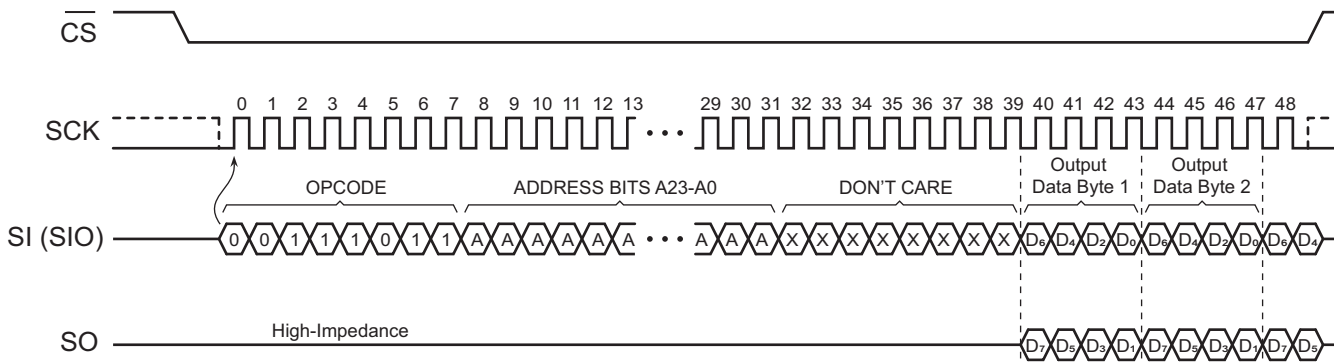 CS
SCK
0 1 2 3 4 5 6 7 8 9 10 11 12 13 29 30 31 32 33 34 35 36 37 38 39 40 41 42 43 44 45 46 47 48
OPCODE
ADDRESS BITS A23-A0
DON'T CARE
Output
Data Byte 1
Output
Data Byte 2
SI (SIO)
0 0 1 1 1 0 1 1 A A A A A A • • • A A A X X X X X X X X D₆ D₄ D₂ D₀ D₆ D₄ D₂ D₀ D₆ D₄
SO
High-Impedance
D₇ D₅ D₃ D₁ D₇ D₅ D₃ D₁ D₇ D₅